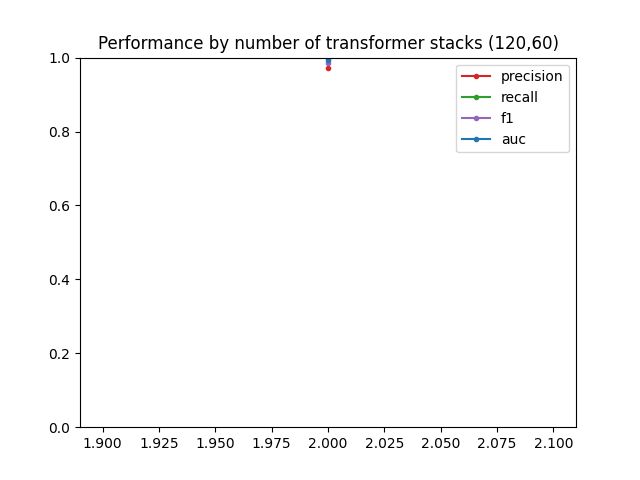 Performance by number of transformer stacks (120,60)
1.0
0.8
0.6
0.4
0.2
0.0
precision
recall
f1
auc
1.900 1.925 1.950 1.975 2.000 2.025 2.050 2.075 2.100